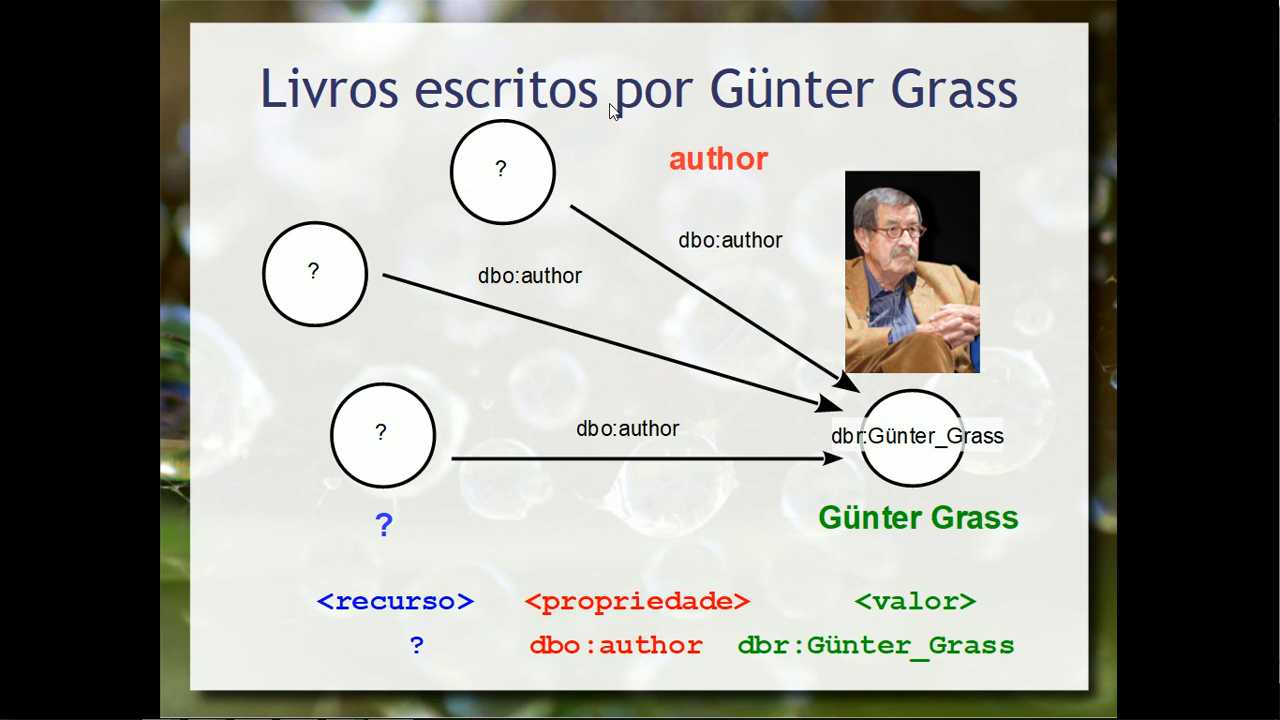 Livros escritos por Günter Grass
?
author
dbo:author
?
dbo:author
?
dbo:author
dbr:Günter_Grass
?
Günter Grass
<recurso> <propriedade> <valor>
? dbo:author dbr:Günter_Grass